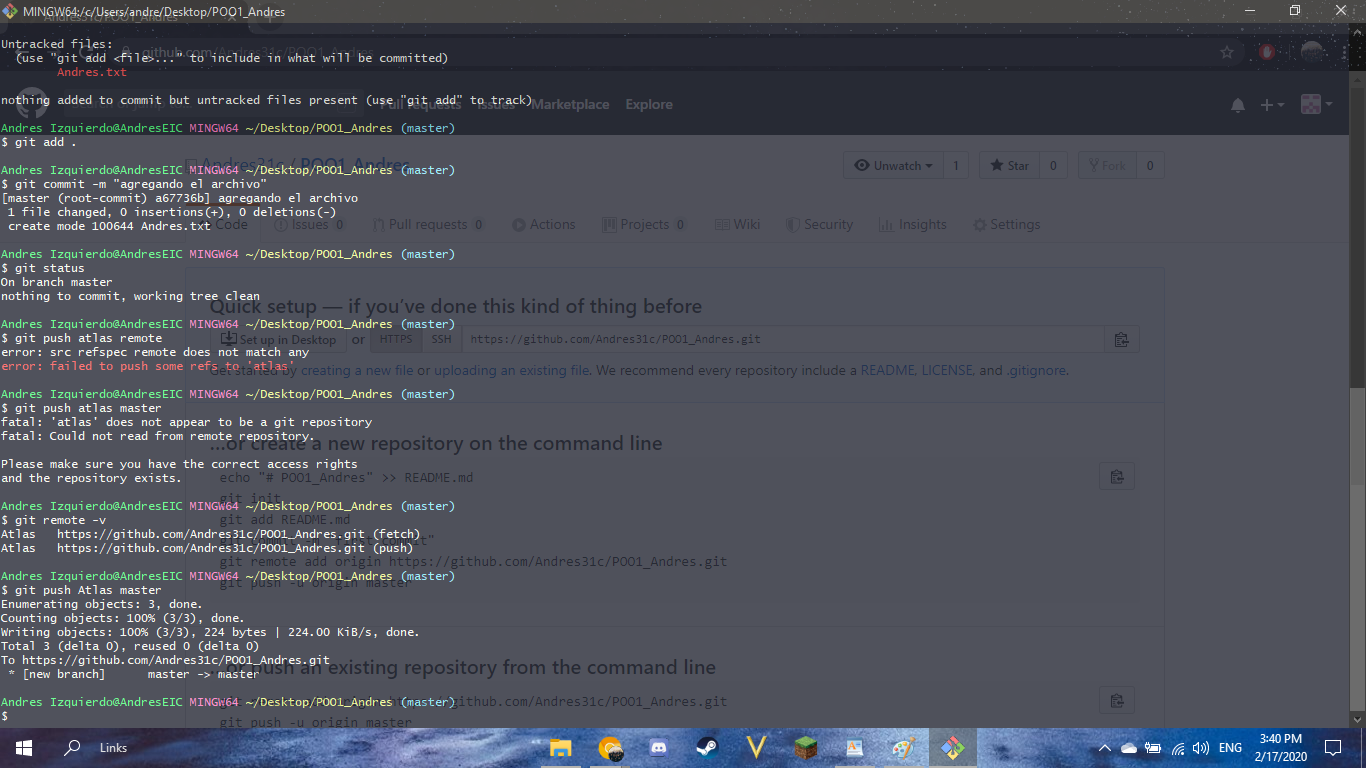 MINGW64:/c/Users/andre/Desktop/POO1_Andres
Untracked files:
(use "git add <file>..." to include in what will be committed)
Andres.txt
nothing added to commit but untracked files present (use "git add" to track)
Andres Izquierdo@AndresEIC MINGW64 ~/Desktop/POO1_Andres (master)
$ git add .
Andres Izquierdo@AndresEIC MINGW64 ~/Desktop/POO1_Andres (master)
$ git commit -m "agregando el archivo"
[master (root-commit) a67736b] agregando el archivo
1 file changed, 0 insertions(+), 0 deletions(-)
create mode 100644 Andres.txt
Andres Izquierdo@AndresEIC MINGW64 ~/Desktop/POO1_Andres (master)
$ git status
On branch master
nothing to commit, working tree clean
Andres Izquierdo@AndresEIC MINGW64 ~/Desktop/POO1_Andres (master)
$ git push atlas remote
error: src refspec remote does not match any
error: failed to push some refs to 'atlas'
Andres Izquierdo@AndresEIC MINGW64 ~/Desktop/POO1_Andres (master)
$ git push atlas master
fatal: 'atlas' does not appear to be a git repository
fatal: Could not read from remote repository.
Please make sure you have the correct access rights
and the repository exists.
Andres Izquierdo@AndresEIC MINGW64 ~/Desktop/POO1_Andres (master)
$ git remote -v
Atlas https://github.com/Andres31c/POO1_Andres.git (fetch)
Atlas https://github.com/Andres31c/POO1_Andres.git (push)
Andres Izquierdo@AndresEIC MINGW64 ~/Desktop/POO1_Andres (master)
$ git push Atlas master
Enumerating objects: 3, done.
Counting objects: 100% (3/3), done.
Writing objects: 100% (3/3), 224 bytes | 224.00 KiB/s, done.
Total 3 (delta 0), reused 0 (delta 0)
To https://github.com/Andres31c/POO1_Andres.git
* [new branch] master -> master
Andres Izquierdo@AndresEIC MINGW64 ~/Desktop/POO1_Andres (master)
$
github.com/Andres31c/POO1_Andres
Pull requests Issues Marketplace Explore
Andres31c / POO1_Andres
Unwatch 1 Star 0 Fork 0
Code Issues 0 Pull requests 0 Actions Projects 0 Wiki Security Insights Settings
Quick setup — if you've done this kind of thing before
Set up in Desktop or HTTPS SSH https://github.com/Andres31c/POO1_Andres.git
Get started by creating a new file or uploading an existing file. We recommend every repository include a README, LICENSE, and .gitignore.
...or create a new repository on the command line
echo "# POO1_Andres" >> README.md
git init
git add README.md
git remote add origin https://github.com/Andres31c/POO1_Andres.git
git push -u origin master
...or push an existing repository from the command line
https://github.com/Andres31c/POO1_Andres.git
git push -u origin master
Links
ENG
3:40 PM
2/17/2020